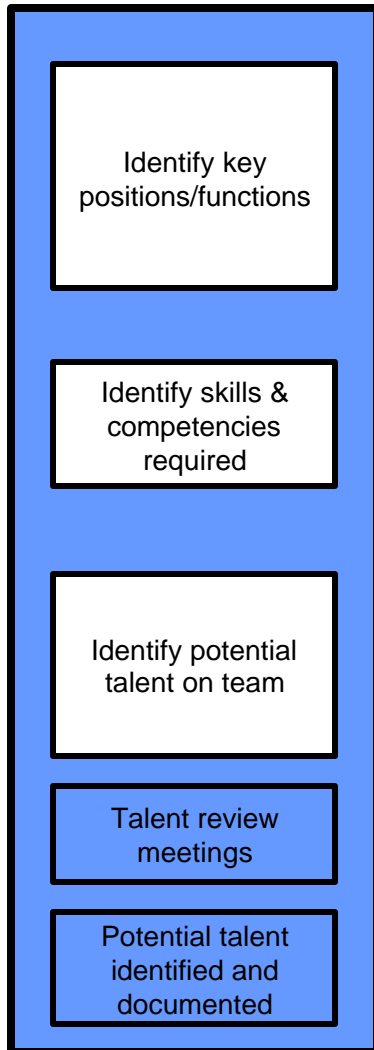 Identify key
positions/functions
Identify skills &
competencies
required
Identify potential
talent on team
Talent review
meetings
Potential talent
identified and
documented